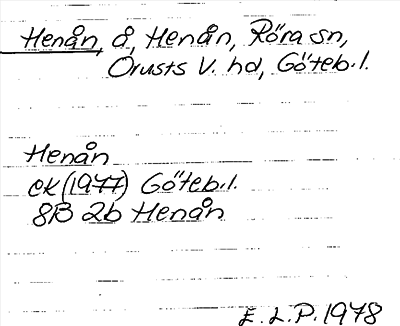 Henån, å, Henån, Röra sn,
Orusts V. hd, Göteb. l.
Henån
ek (1977) Göteb. l.
8B 2b Henån
E. L. P. 1978